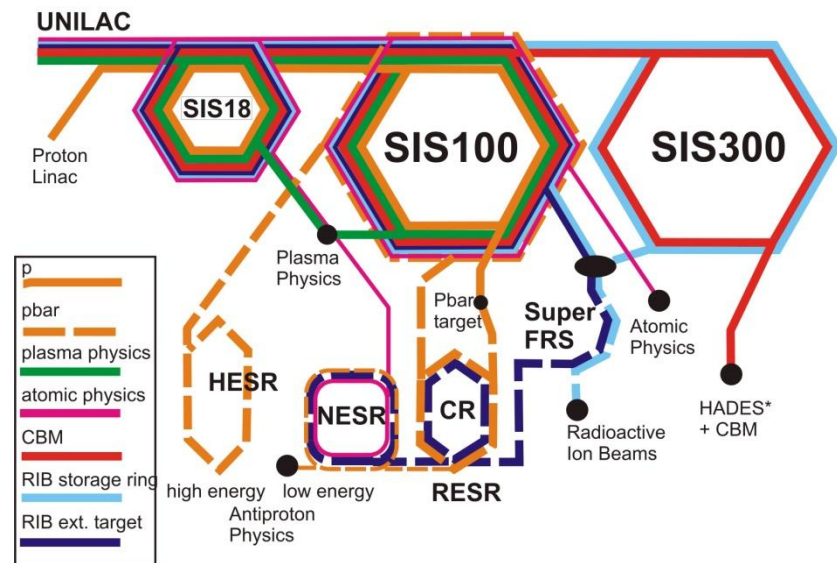 UNILAC
SIS18
SIS100
SIS300
Proton
Linac
Plasma
Physics
Pbar
target
Super
FRS
Atomic
Physics
HADES*
+ CBM
Radioactive
Ion Beams
HESR
NESR
CR
RESR
high energy
low energy
Antiproton
Physics
p
pbar
plasma physics
atomic physics
CBM
RIB storage ring
RIB ext. target